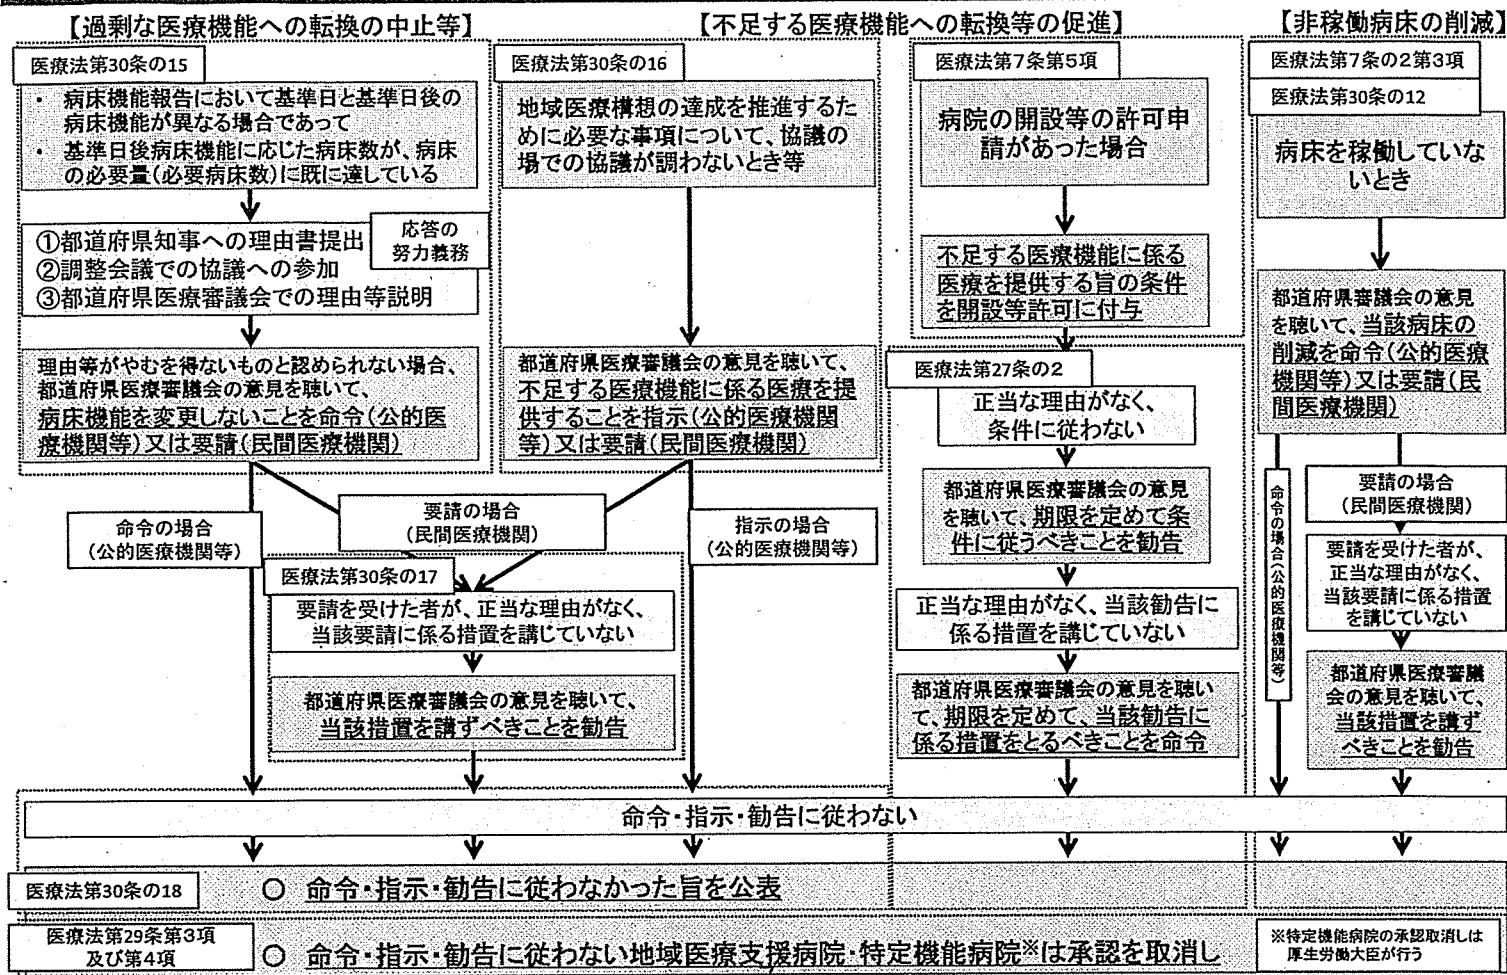 【過剰な医療機能への転換の中止等】
医療法第30条の15
・ 病床機能報告において基準日と基準日後の
病床機能が異なる場合であって
・ 基準日後病床機能に応じた病床数が、病床
の必要量(必要病床数)に既に達している
①都道府県知事への理由書提出
②調整会議での協議への参加
③都道府県医療審議会での理由等説明
応答の
努力義務
理由等がやむを得ないものと認められない場合、
都道府県医療審議会の意見を聴いて、
病床機能を変更しないことを命令(公的医
療機関等)又は要請(民間医療機関)
【不足する医療機能への転換等の促進】
医療法第30条の16
地域医療構想の達成を推進するた
めに必要な事項について、協議の
場での協議が調わないとき等
都道府県医療審議会の意見を聴いて、
不足する医療機能に係る医療を提
供することを指示(公的医療機関
等)又は要請(民間医療機関)
命令の場合
(公的医療機関等)
要請の場合
(民間医療機関)
指示の場合
(公的医療機関等)
医療法第30条の17
要請を受けた者が、正当な理由がなく、
当該要請に係る措置を講じていない
都道府県医療審議会の意見を聴いて、
当該措置を講ずべきことを勧告
医療法第7条第5項
病院の開設等の許可申
請があった場合
不足する医療機能に係る
医療を提供する旨の条件
を開設等許可に付与
医療法第27条の2
正当な理由がなく、
条件に従わない
都道府県医療審議会の意見
を聴いて、期限を定めて条
件に従うべきことを勧告
正当な理由がなく、当該勧告に
係る措置を講じていない
都道府県医療審議会の意見を聴い
て、期限を定めて、当該勧告に
係る措置をとるべきことを命令
【非稼働病床の削減】
医療法第7条の2第3項
医療法第30条の12
病床を稼働していな
いとき
都道府県審議会の意見
を聴いて、当該病床の
削減を命令(公的医療
機関等)又は要請(民
間医療機関)
命令の場合(公的医療機関等)
要請の場合
(民間医療機関)
要請を受けた者が、
正当な理由がなく、
当該要請に係る措置
を講じていない
都道府県医療審議
会の意見を聴いて、
当該措置を講ず
べきことを勧告
命令・指示・勧告に従わない
医療法第30条の18
○ 命令・指示・勧告に従わなかった旨を公表
医療法第29条第3項
及び第4項
○ 命令・指示・勧告に従わない地域医療支援病院・特定機能病院※は承認を取消し
※特定機能病院の承認取消しは
厚生労働大臣が行う